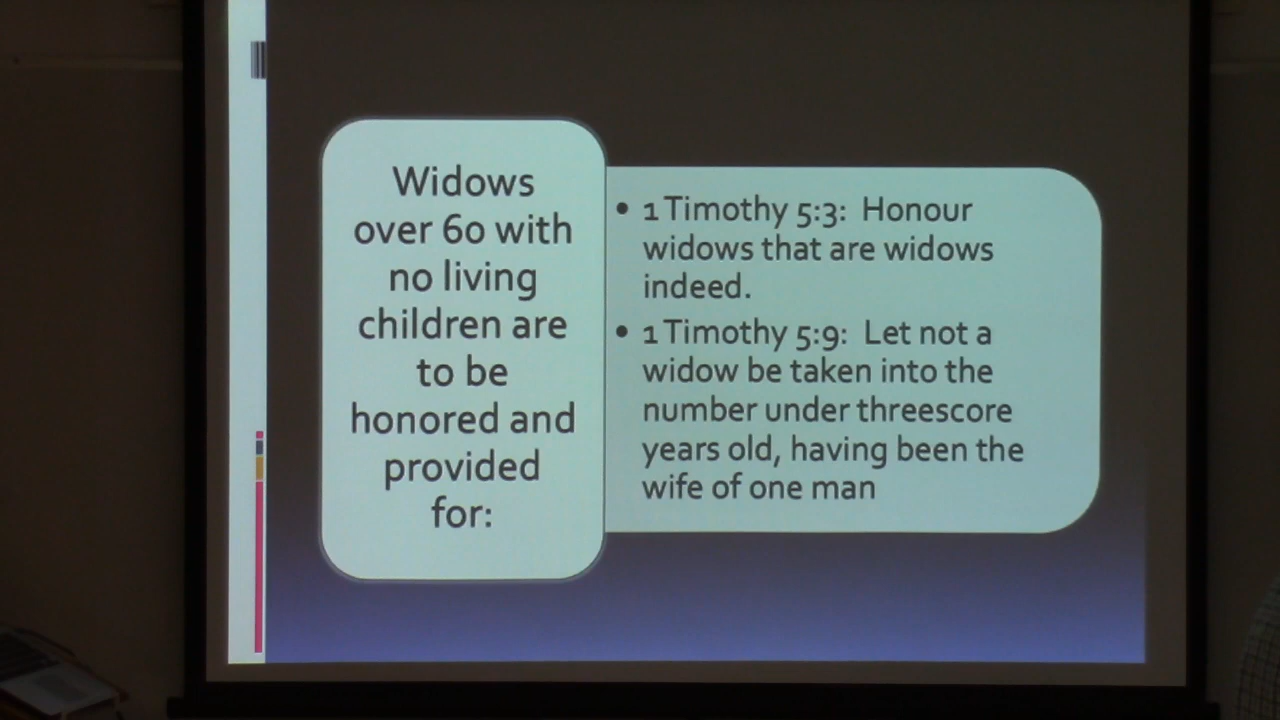 Widows
over 60 with
no living
children are
to be
honored and
provided
for:
• 1 Timothy 5:3: Honour
widows that are widows
indeed.
• 1 Timothy 5:9: Let not a
widow be taken into the
number under threescore
years old, having been the
wife of one man